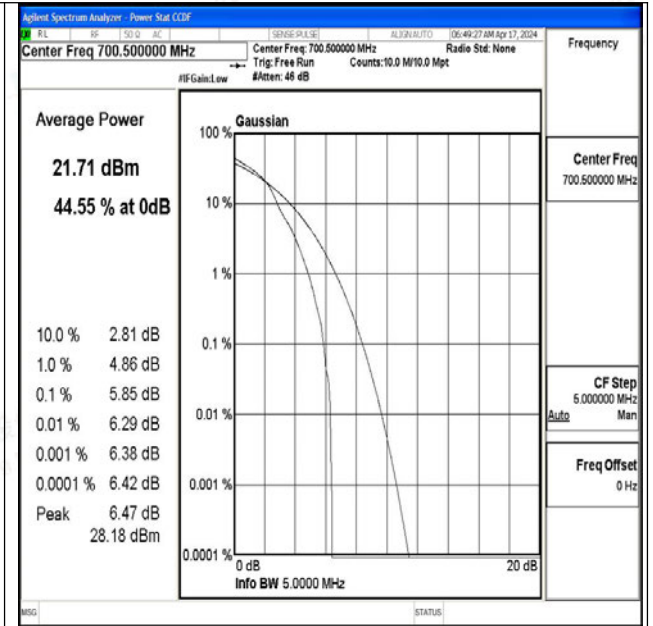 Agilent Spectrum Analyzer - Power Stat CCDF
RL RF 50 Ω AC SENSE:PULSE ALIGN AUTO 06:49:27 AM Apr 17, 2024
Center Freq 700.500000 MHz
Center Freq: 700.500000 MHz Radio Std: None
Trig: Free Run Counts:10.0 M/10.0 Mpt
#IFGain:Low #Atten: 46 dB
Frequency
Average Power
21.71 dBm
44.55 % at 0dB
10.0 % 2.81 dB
1.0 % 4.86 dB
0.1 % 5.85 dB
0.01 % 6.29 dB
0.001 % 6.38 dB
0.0001 % 6.42 dB
Peak 6.47 dB
28.18 dBm
Gaussian
100 %
10 %
1 %
0.1 %
0.01 %
0.001 %
0.0001 %
0 dB 20 dB
Info BW 5.0000 MHz
Center Freq
700.500000 MHz
CF Step
5.000000 MHz
Auto Man
Freq Offset
0 Hz
MSG STATUS